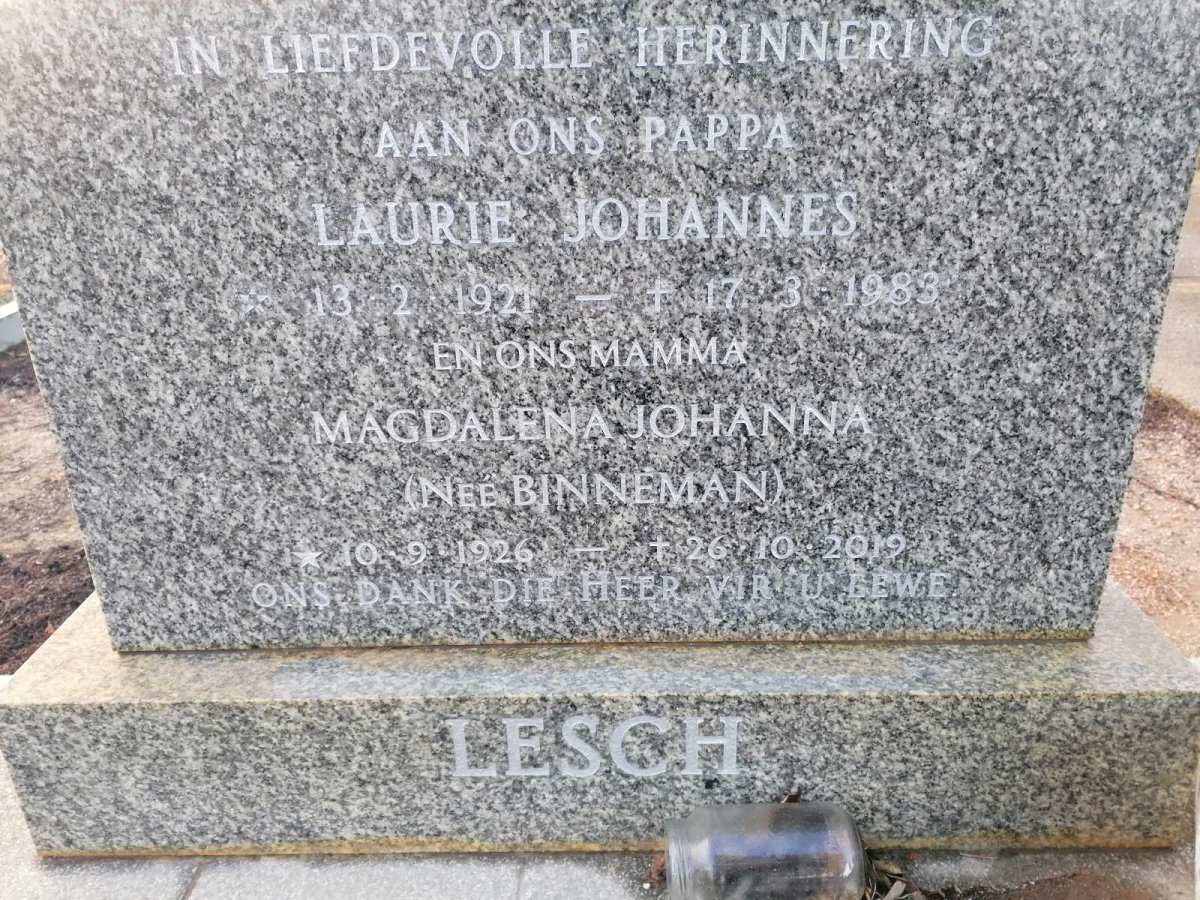 IN LIEFDEVOLLE HERINNERING
AAN ONS PAPPA
LAURIE JOHANNES
☆ 13·2·1921 — † 17·3·1983
EN ONS MAMMA
MAGDALENA JOHANNA
(NEÉ BINNEMAN)
★ 10·9·1926 — † 26·10·2019
ONS DANK DIE HEER VIR U LEWE.
LESCH